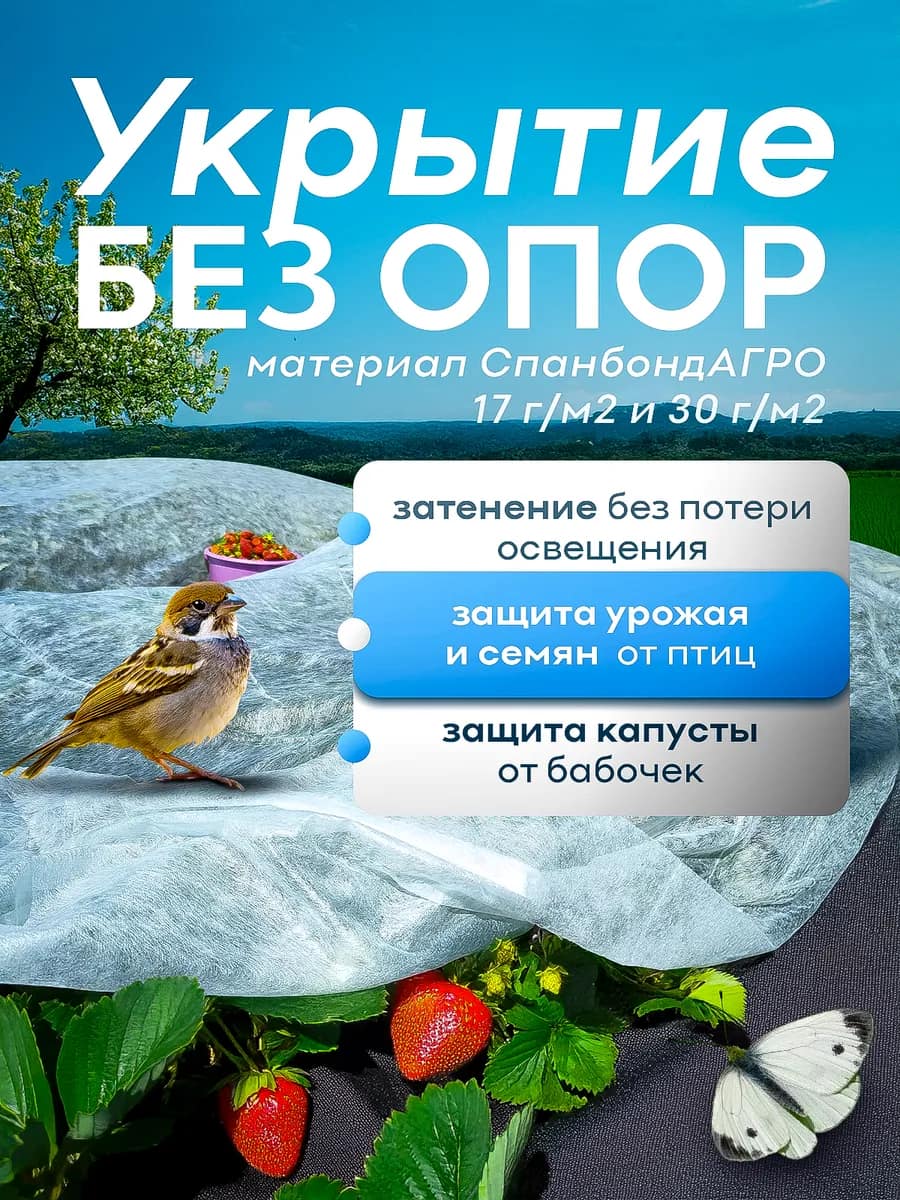 Укрытие
БЕЗ ОПОР
материал СпанбондАГРО
17 г/м2 и 30 г/м2
затенение без потери
освещения
защита урожая
и семян от птиц
защита капусты
от бабочек